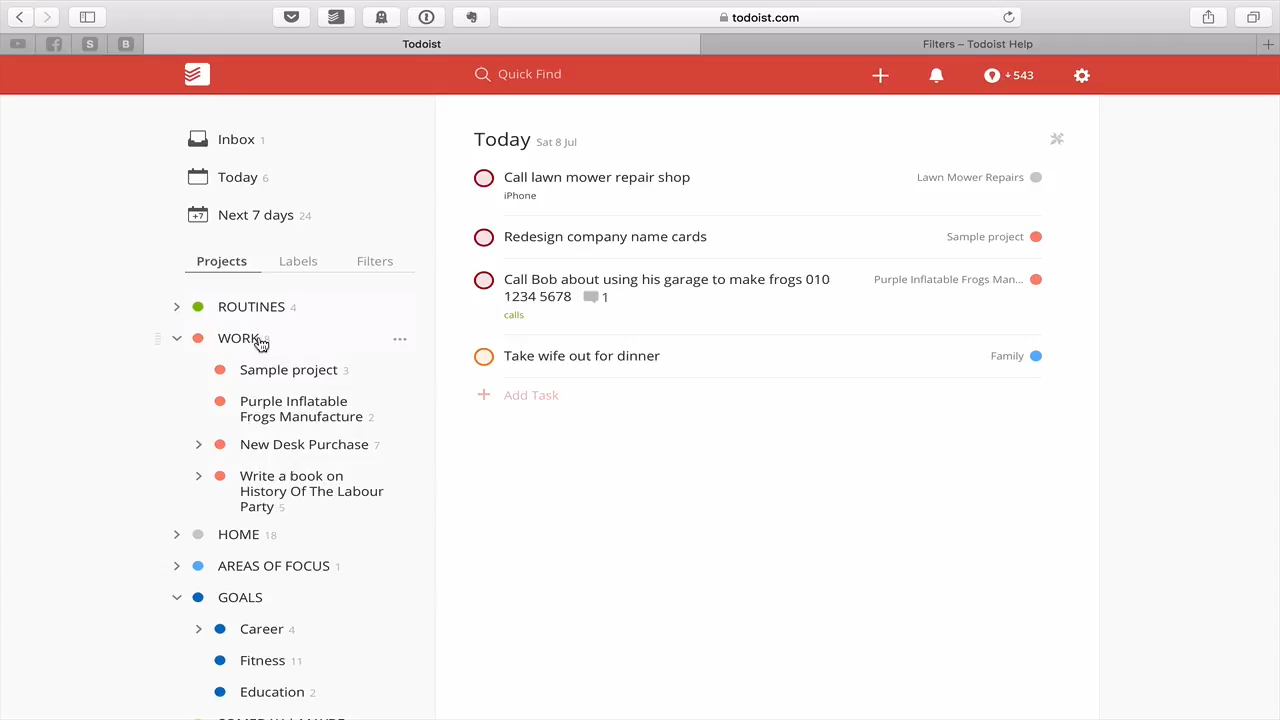 todoist.com
S
B
Todoist
Filters – Todoist Help
Quick Find
543
Inbox 1
Today 6
+7
Next 7 days 24
Projects
Labels
Filters
ROUTINES 4
WORK
Sample project 3
Purple Inflatable
Frogs Manufacture 2
New Desk Purchase 7
Write a book on
History Of The Labour
Party 5
HOME 18
AREAS OF FOCUS 1
GOALS
Career 4
Fitness 11
Education 2
Today Sat 8 Jul
Call lawn mower repair shop
Lawn Mower Repairs
iPhone
Redesign company name cards
Sample project
Call Bob about using his garage to make frogs 010
Purple Inflatable Frogs Man...
1234 5678 1
calls
Take wife out for dinner
Family
Add Task